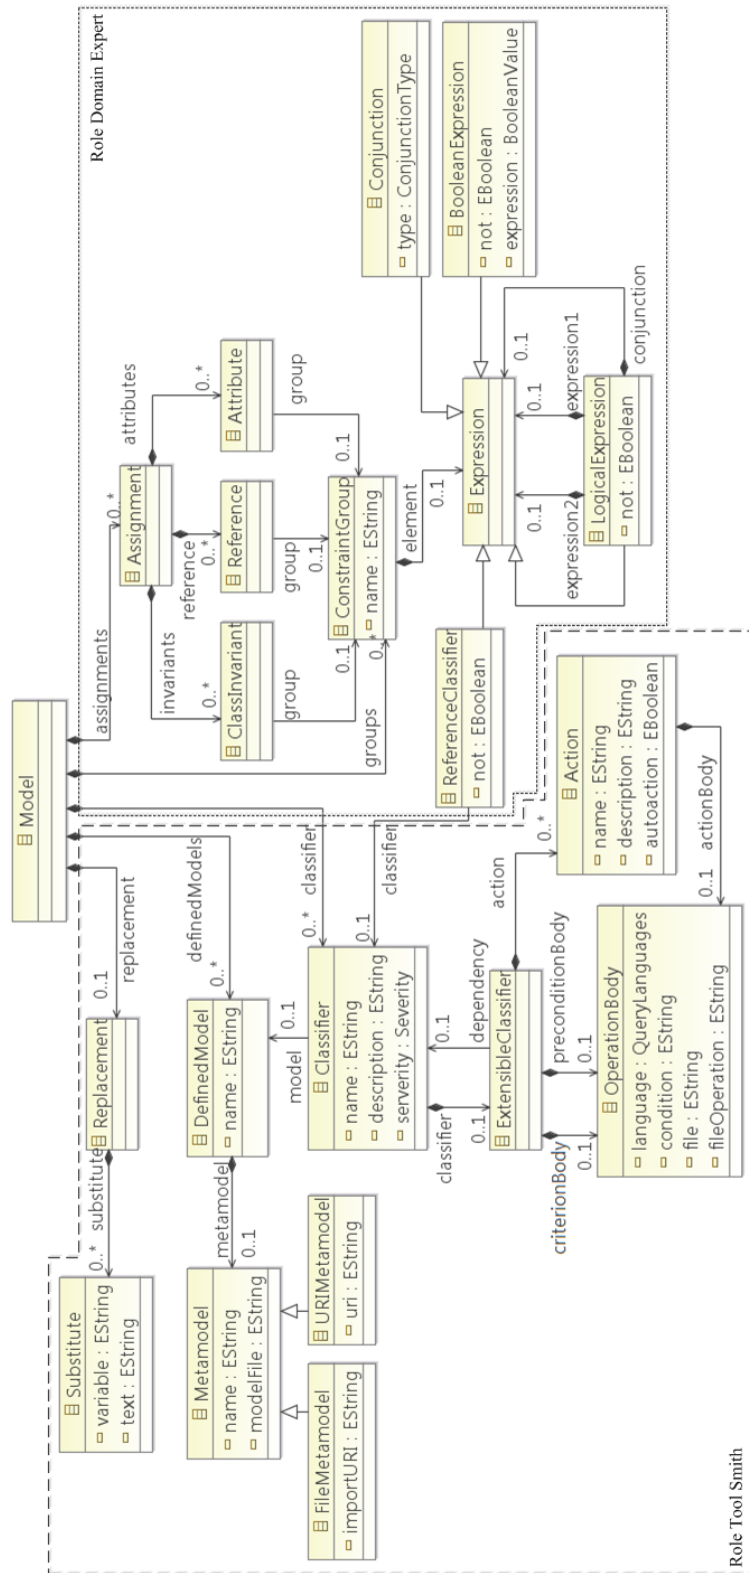 Model
replacement
0..1
definedModels
0..*
classifier
0..*
groups
0..*
assignments
0..*
Role Domain Expert
Assignment
invariants
0..*
reference
0..*
attributes
0..*
ClassInvariant
group
0..1
Reference
group
0..1
Attribute
group
0..1
ConstraintGroup
name : EString
element
0..1
Conjunction
type : ConjunctionType
BooleanExpression
not : EBoolean
expression : BooleanValue
Expression
0..1
0..1
0..1
expression2
expression1
conjunction
LogicalExpression
not : EBoolean
ReferenceClassifier
not : EBoolean
classifier
0..1
Substitute
variable : EString
text : EString
substitute
0..*
Replacement
Metamodel
name : EString
modelFile : EString
metamodel
0..1
DefinedModel
name : EString
FileMetamodel
importURI : EString
URIMetamodel
uri : EString
model
0..1
Classifier
name : EString
description : EString
serverity : Severity
classifier
0..1
dependency
0..1
ExtensibleClassifier
action
0..*
Action
name : EString
description : EString
autoaction : EBoolean
actionBody
0..1
criterionBody
0..1
preconditionBody
0..1
OperationBody
language : QueryLanguages
condition : EString
file : EString
fileOperation : EString
Role Tool Smith